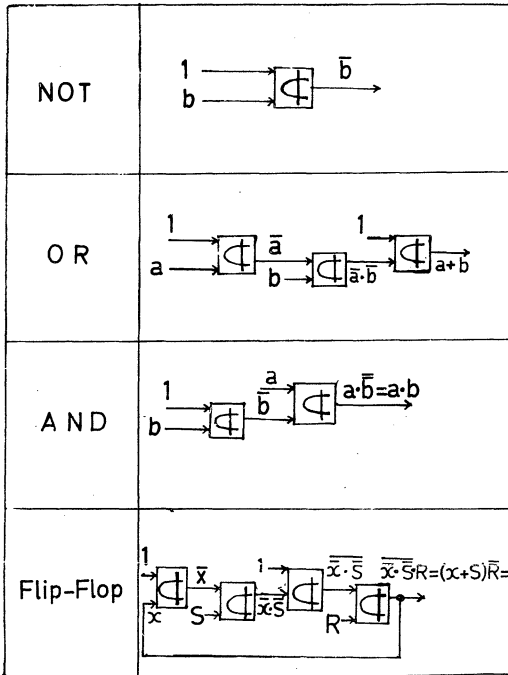 NOT
1
b
b̅
OR
1
a
a̅
b
a̅·b̅
1
a+b
AND
1
b
b̅
a
a·b̿=a·b
Flip-Flop
1
x
x̅
S
x̅·S̅
1
R